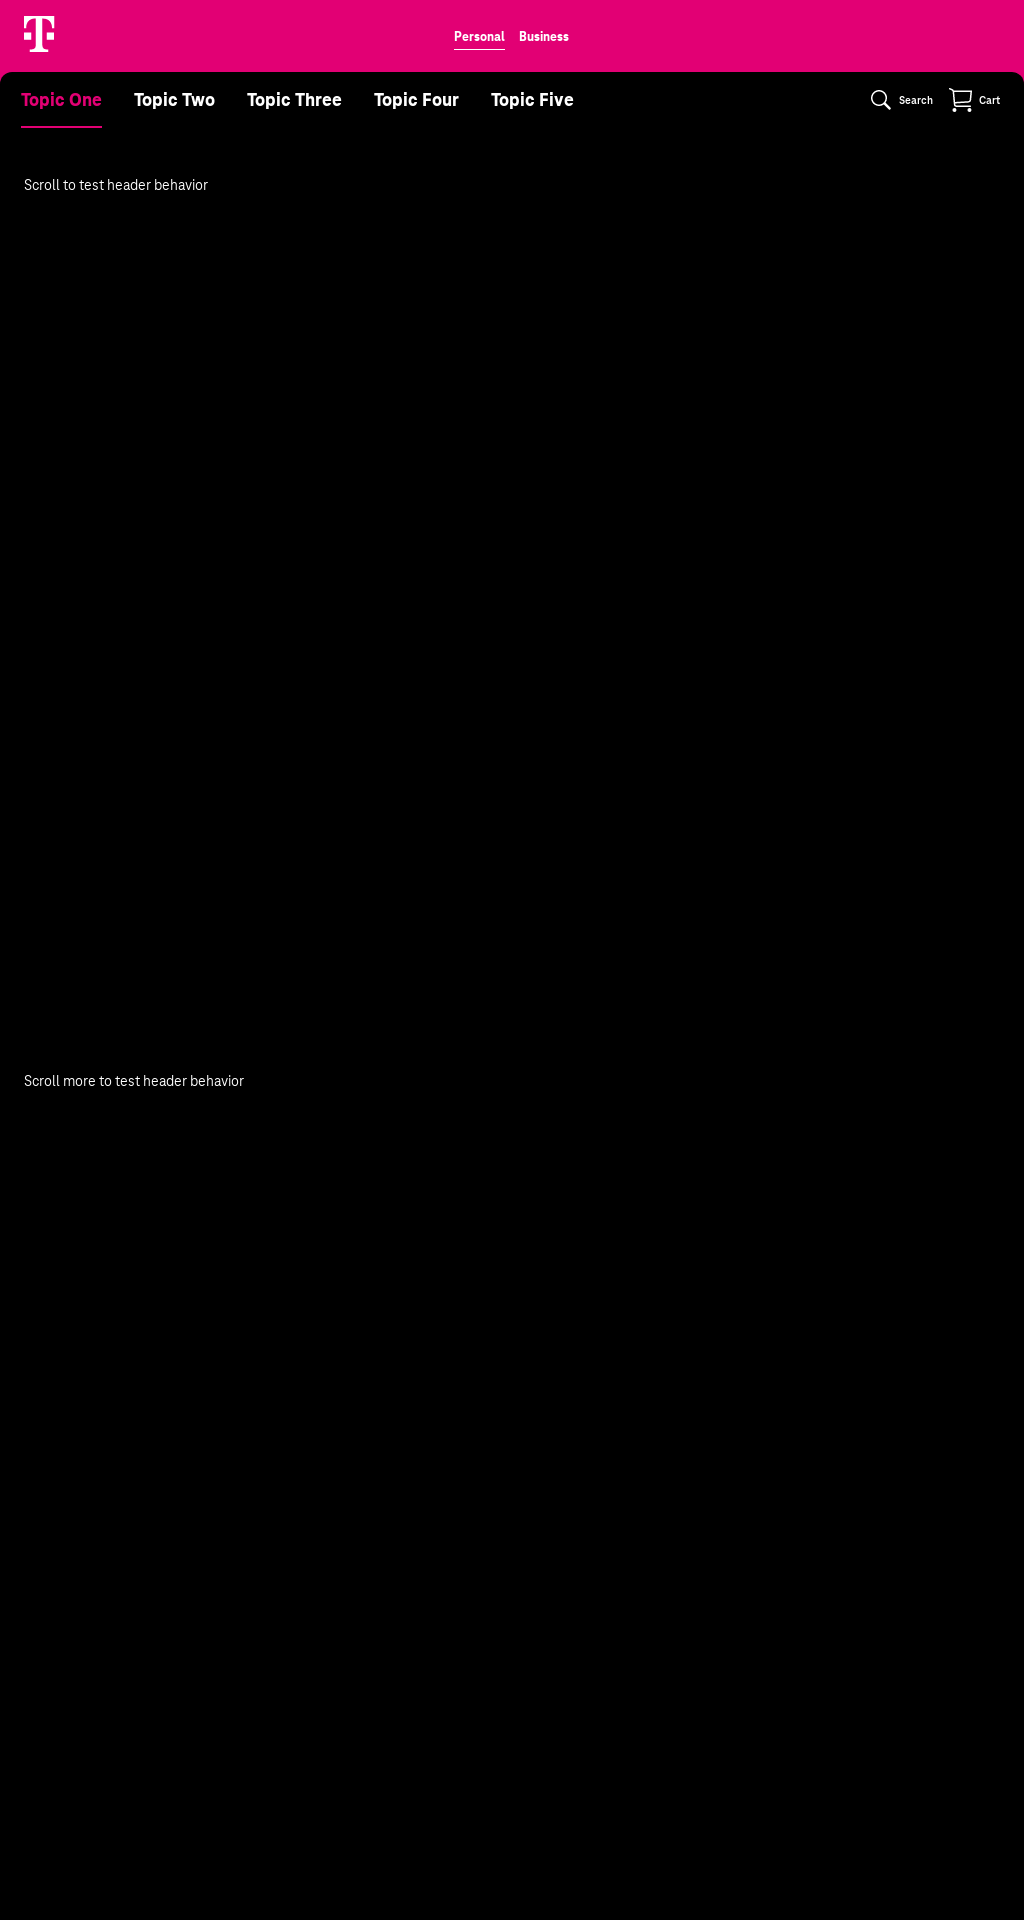 Personal Business
Topic One Topic Two Topic Three Topic Four Topic Five Search Cart
Scroll to test header behavior
Scroll more to test header behavior